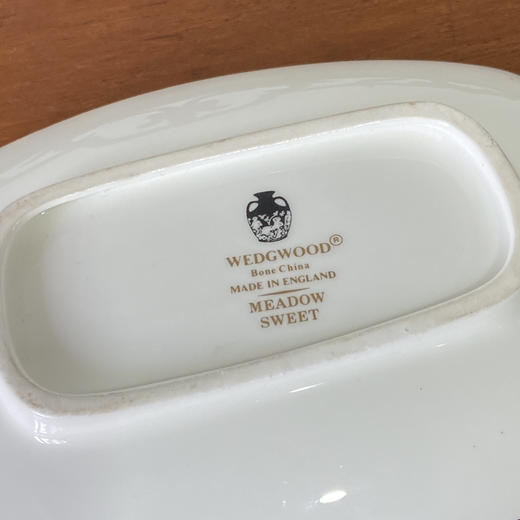 WEDGWOOD®
Bone China
MADE IN ENGLAND
MEADOW
SWEET